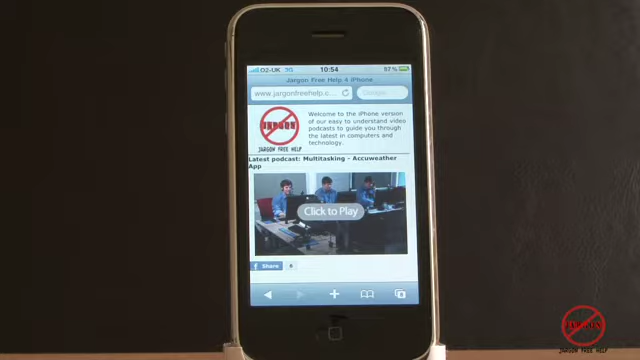 O2-UK 3G 10:54 87%
Jargon Free Help 4 iPhone
www.jargonfreehelp.c... Google
JARGON
JARGON FREE HELP
Welcome to the iPhone version
of our easy to understand video
podcasts to guide you through
the latest in computers and
technology.
Latest podcast: Multitasking - Accuweather
App
Click to Play
f Share 0
JARGON
JARGON FREE HELP